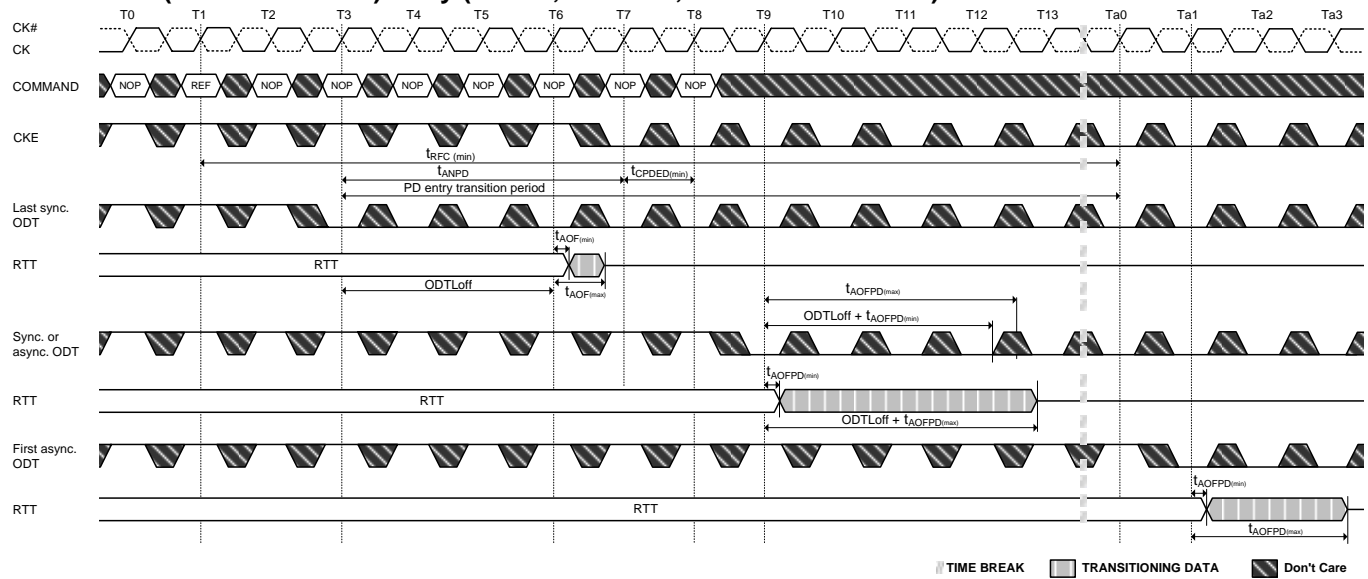 T0 T1 T2 T3 T4 T5 T6 T7 T8 T9 T10 T11 T12 T13 Ta0 Ta1 Ta2 Ta3
CK#
CK
COMMAND NOP REF NOP NOP NOP NOP NOP NOP NOP
CKE
tRFC (min)
tANPD tCPDED(min)
PD entry transition period
Last sync.
ODT
tAOF(min)
RTT RTT
ODTLoff tAOF(max)
tAOFPD(max)
ODTLoff + tAOFPD(min)
Sync. or
async. ODT
tAOFPD(min)
RTT RTT
ODTLoff + tAOFPD(max)
First async.
ODT
tAOFPD(min)
RTT RTT
tAOFPD(max)
TIME BREAK TRANSITIONING DATA Don't Care